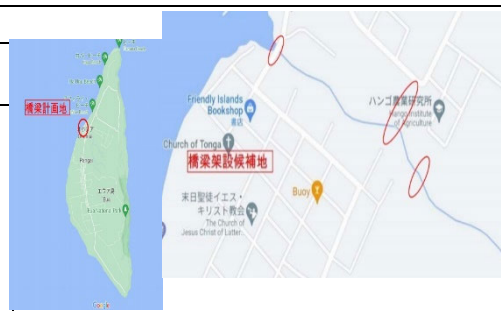 橋梁計画地
Pangai
Google
Friendly Islands
Bookshop
書店
Church of Tonga
橋梁架設候補地
末日聖徒イエス・
キリスト教会
The Church of
Jesus Christ of Latter...
Buoy
ハンゴ農業研究所
Hango Institute
of Agriculture